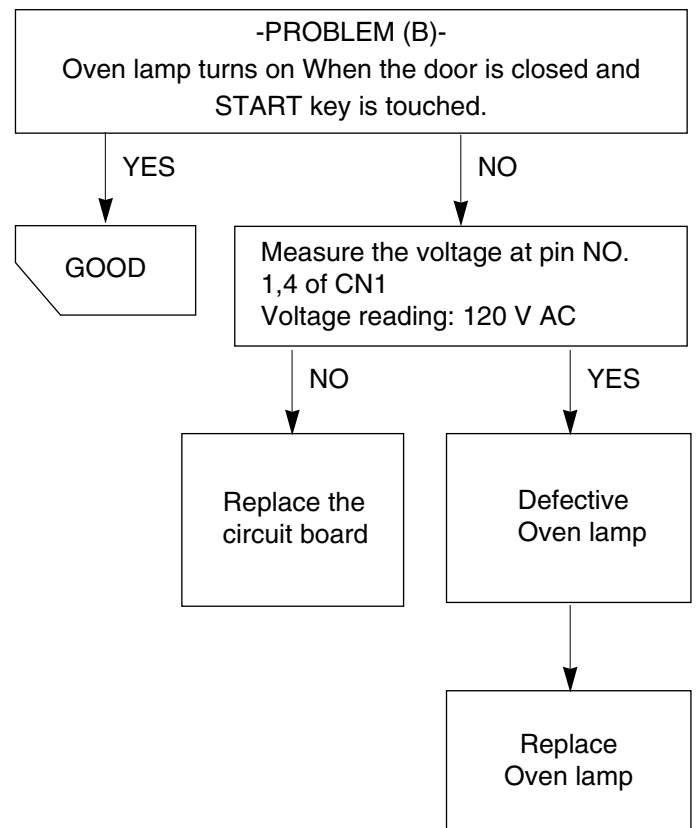 -PROBLEM (B)-
Oven lamp turns on When the door is closed and
START key is touched.
YES
NO
GOOD
Measure the voltage at pin NO.
1,4 of CN1
Voltage reading: 120 V AC
NO
YES
Replace the
circuit board
Defective
Oven lamp
Replace
Oven lamp